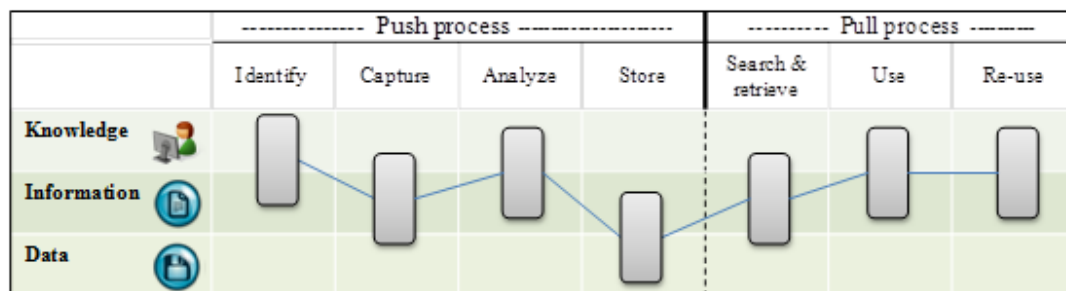 ---------------- Push process --------------------
---------- Pull process ---------
Identify
Capture
Analyze
Store
Search &
retrieve
Use
Re-use
Knowledge
Information
Data